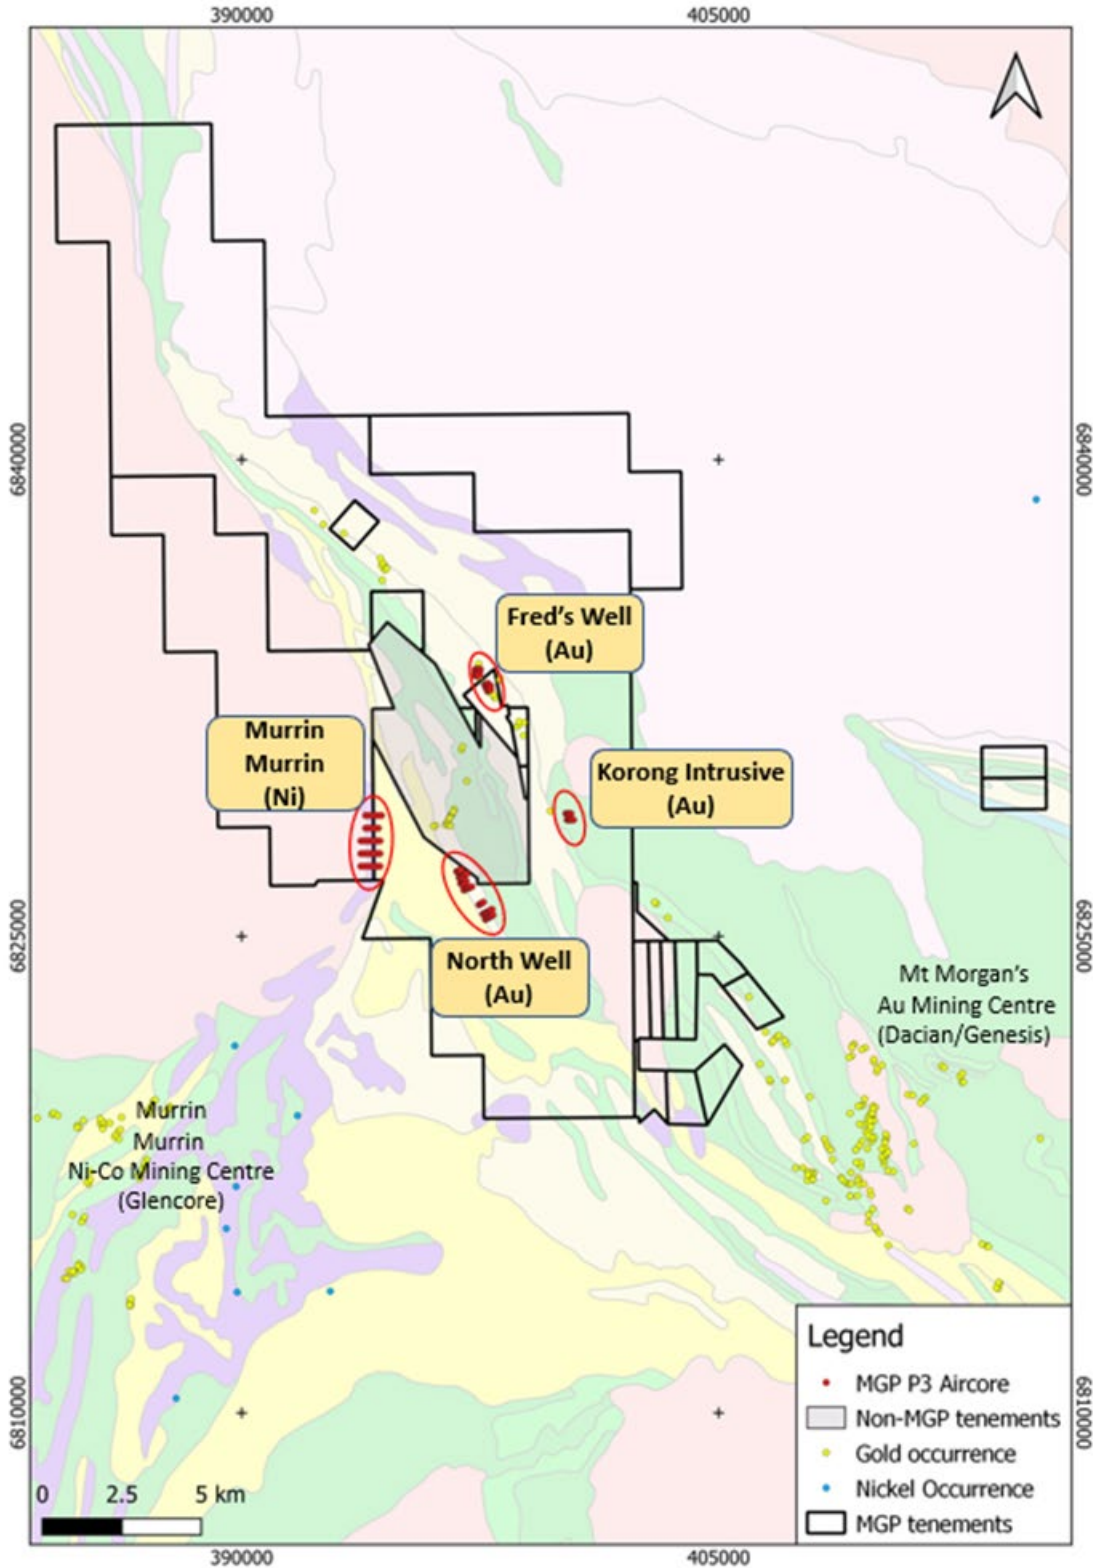 390000
405000
6840000
6840000
Fred's Well
(Au)
Murrin
Murrin
(Ni)
Korong Intrusive
(Au)
6825000
6825000
North Well
(Au)
Mt Morgan's
Au Mining Centre
(Dacian/Genesis)
Murrin
Murrin
Ni-Co Mining Centre
(Glencore)
Legend
MGP P3 Aircore
Non-MGP tenements
Gold occurrence
Nickel Occurrence
MGP tenements
6810000
6810000
0 2.5 5 km
390000
405000